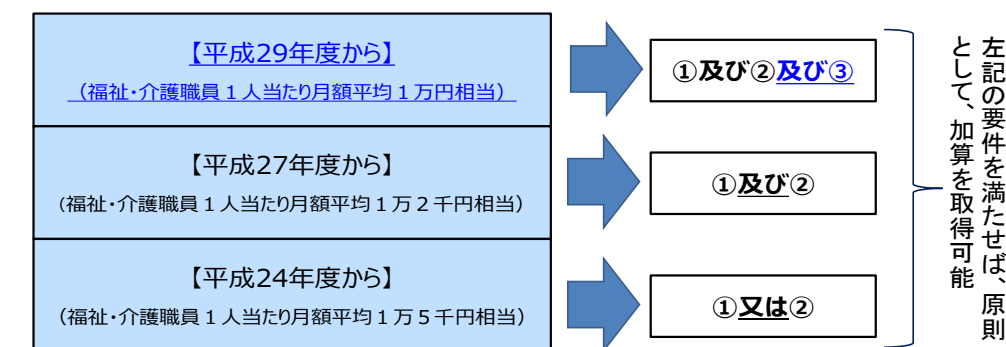 【平成29年度から】
（福祉・介護職員１人当たり月額平均１万円相当）
①及び②及び③
【平成27年度から】
（福祉・介護職員１人当たり月額平均１万２千円相当）
①及び②
【平成24年度から】
（福祉・介護職員１人当たり月額平均１万５千円相当）
①又は②
左記の要件を満たせば、原則
として、加算を取得可能